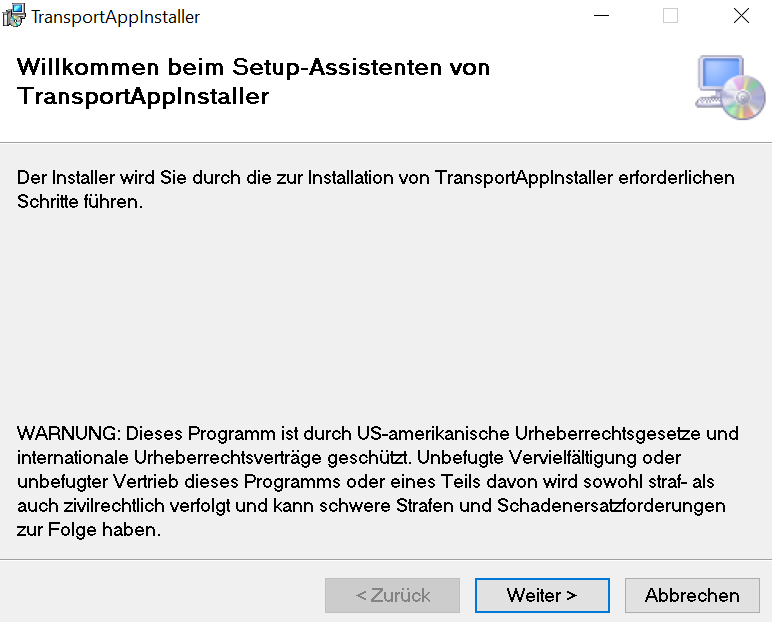 TransportAppInstaller
Willkommen beim Setup-Assistenten von
TransportAppInstaller
Der Installer wird Sie durch die zur Installation von TransportAppInstaller erforderlichen
Schritte führen.
WARNUNG: Dieses Programm ist durch US-amerikanische Urheberrechtsgesetze und
internationale Urheberrechtsverträge geschützt. Unbefugte Vervielfältigung oder
unbefugter Vertrieb dieses Programms oder eines Teils davon wird sowohl straf- als
auch zivilrechtlich verfolgt und kann schwere Strafen und Schadenersatzforderungen
zur Folge haben.
< Zurück Weiter > Abbrechen